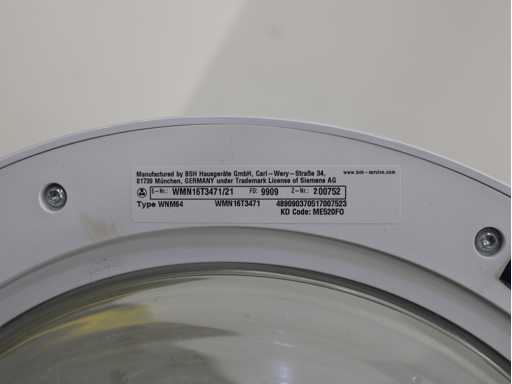 Manufactured by BSH Hausgeräte GmbH, Carl-Wery-Straße 34,
81739 München, GERMANY under Trademark License of Siemens AG
www.bsh-service.com
E-Nr.: WMN16T3471/21 FD: 9909 Z-Nr.: 200752
Type WNM64 WMN16T3471 489090370517007523
KD Code: ME520FO